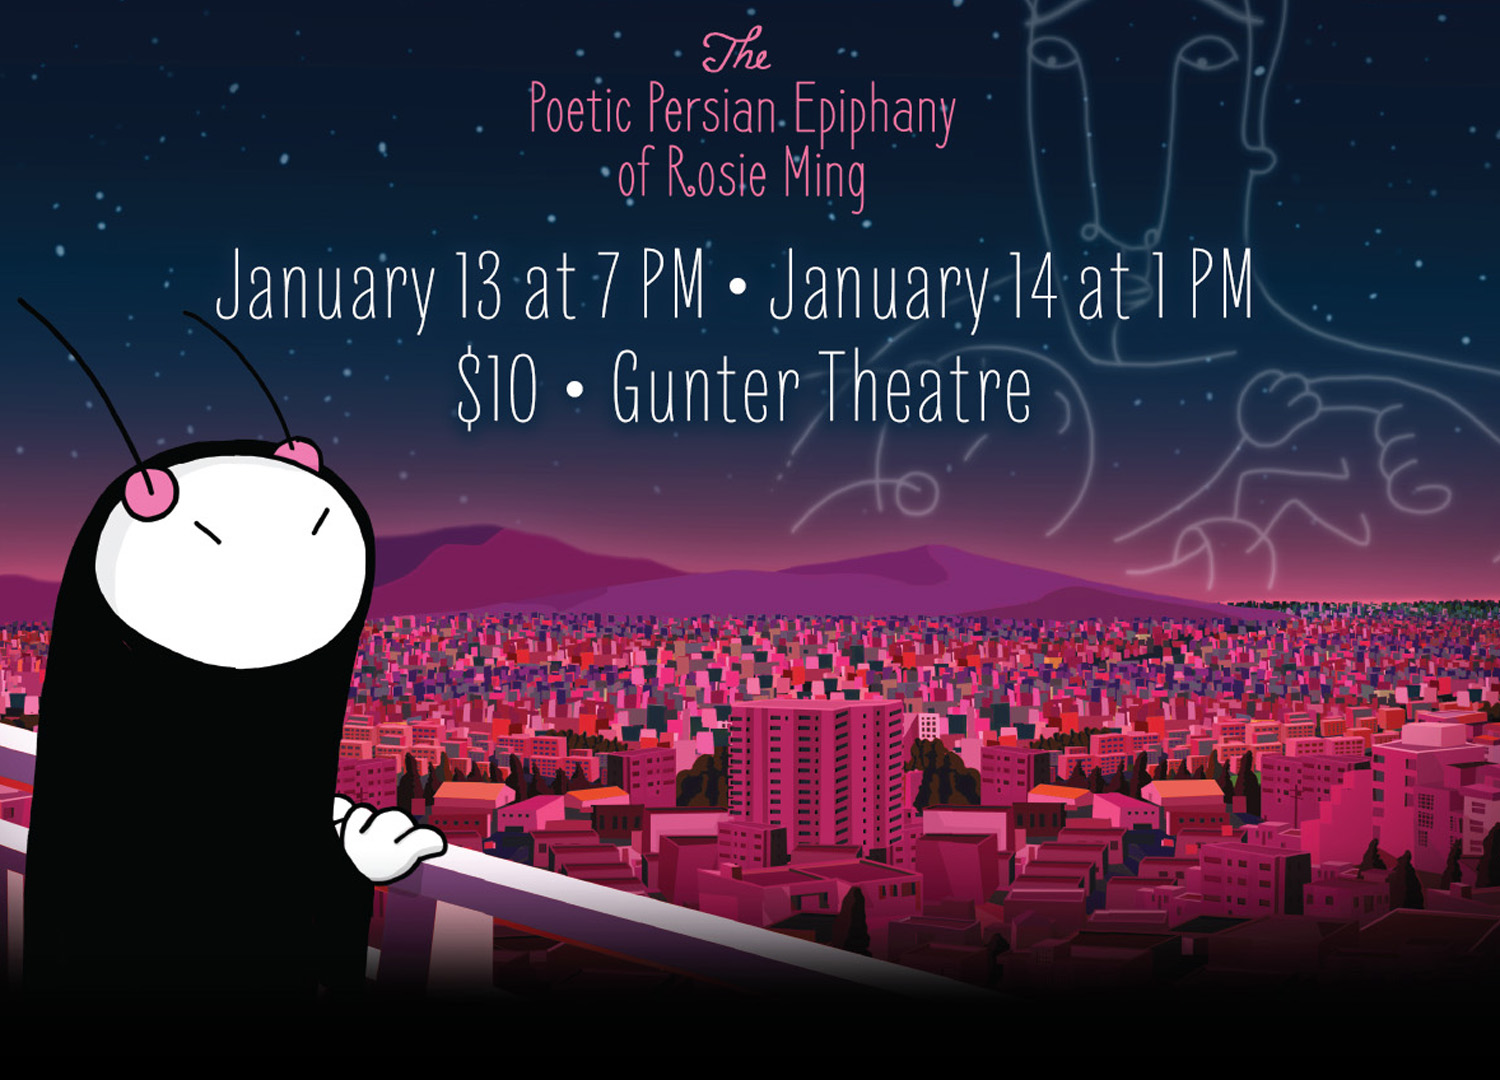 The
Poetic Persian Epiphany
of Rosie Ming
January 13 at 7 PM • January 14 at 1 PM
$10 • Gunter Theatre